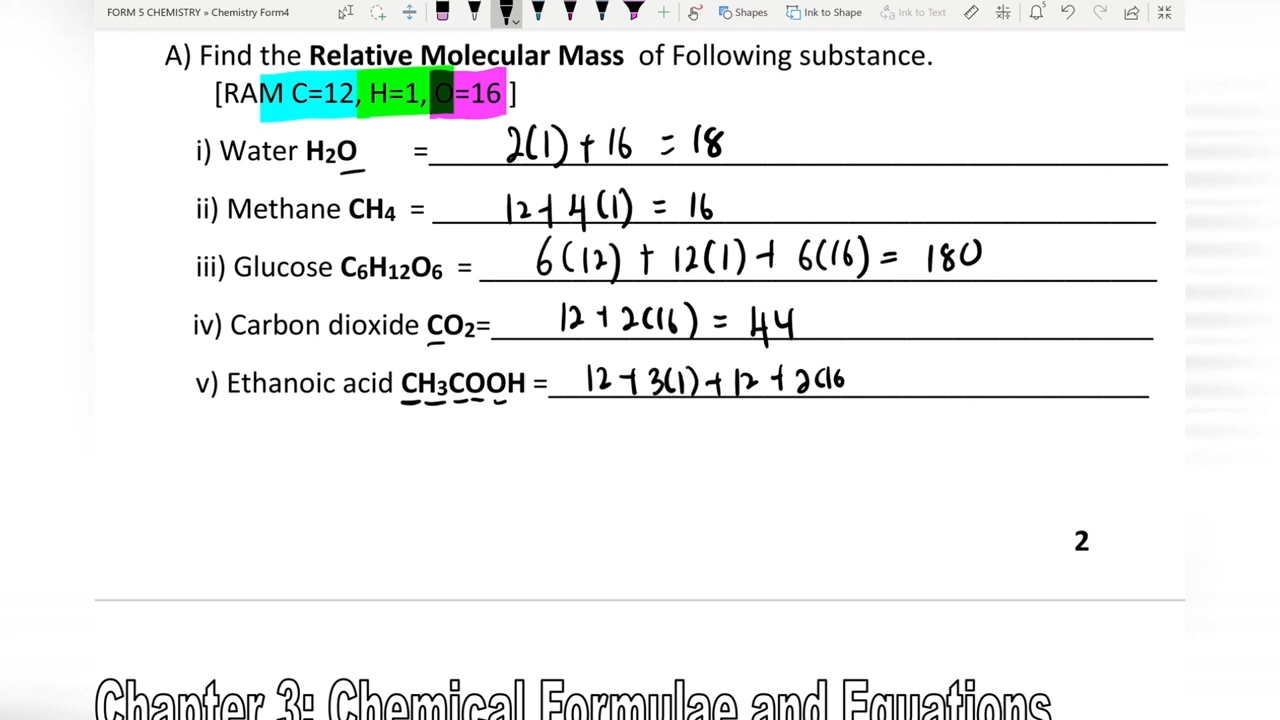 FORM 5 CHEMISTRY » Chemistry Form4 Shapes Ink to Shape Ink to Text 5
A) Find the Relative Molecular Mass of Following substance.
[RAM C=12, H=1, O=16 ]
i) Water H2O = 2(1) + 16 = 18
ii) Methane CH4 = 12 + 4(1) = 16
iii) Glucose C6H12O6 = 6(12) + 12(1) + 6(16) = 180
iv) Carbon dioxide CO2= 12 + 2(16) = 44
v) Ethanoic acid CH3COOH = 12 + 3(1) + 12 + 2(16
2
Chapter 3: Chemical Formulae and Equations